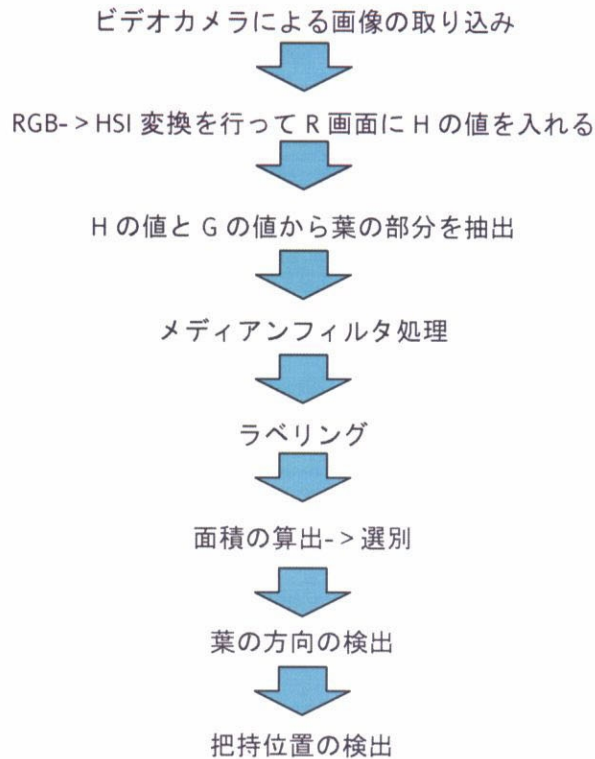 ビデオカメラによる画像の取り込み
RGB->HSI 変換を行って R 画面に H の値を入れる
H の値と G の値から葉の部分を抽出
メディアンフィルタ処理
ラベリング
面積の算出->選別
葉の方向の検出
把持位置の検出